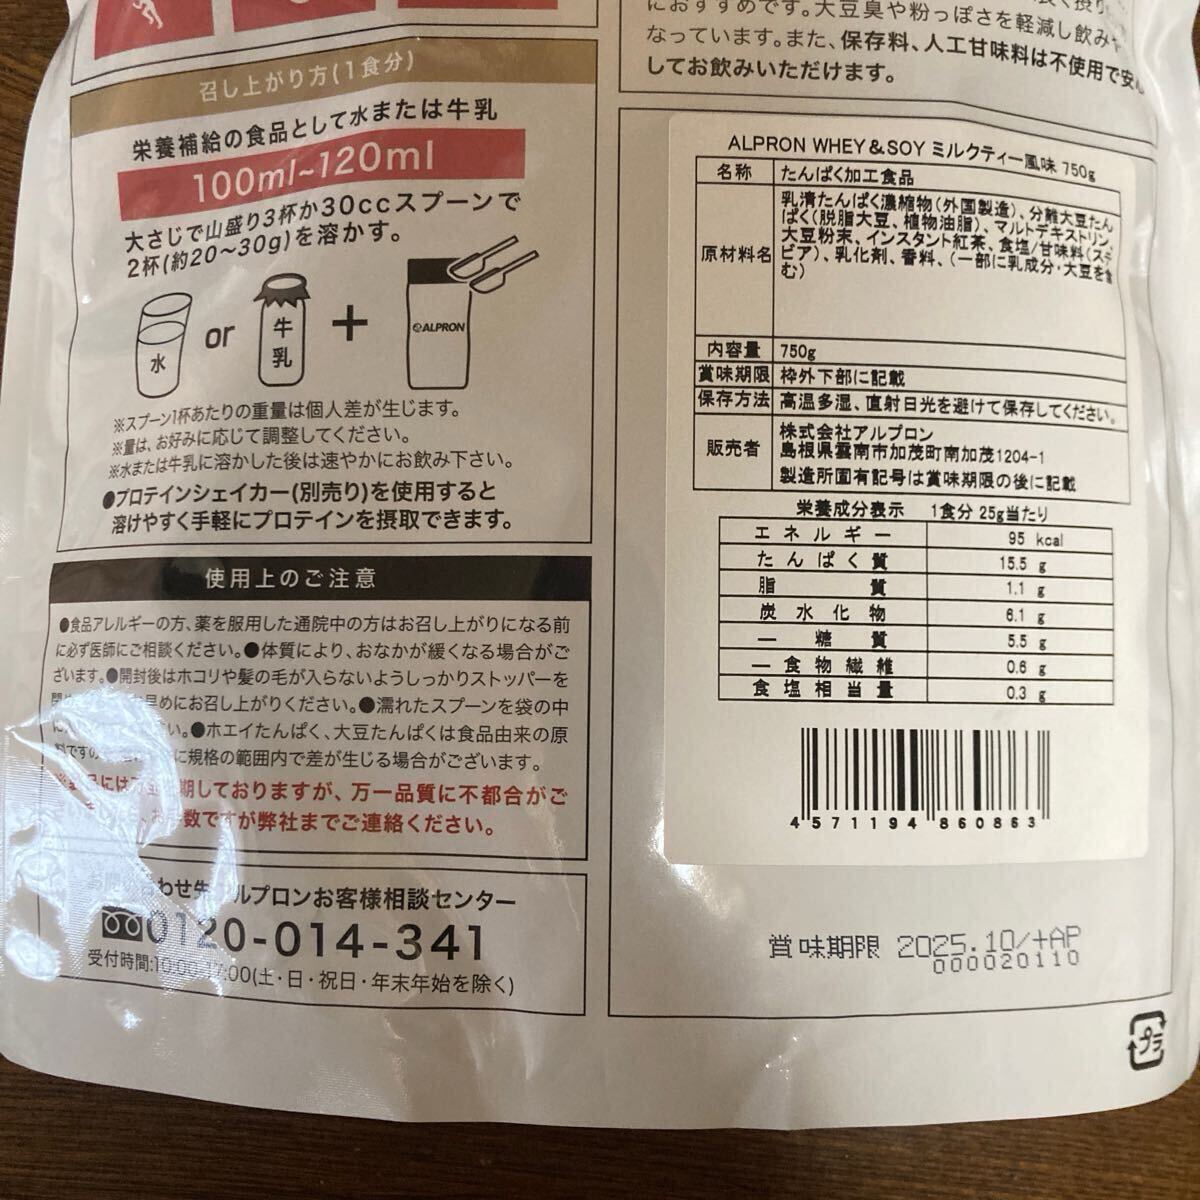 召し上がり方(1食分)
栄養補給の食品として水または牛乳
100ml~120ml
大さじで山盛り3杯か30ccスプーンで
2杯(約20~30g)を溶かす。
水
or
牛乳
+
ALPRON
※スプーン1杯あたりの重量は個人差が生じます。
※量は、お好みに応じて調整してください。
※水または牛乳に溶かした後は速やかにお飲み下さい。
●プロテインシェイカー(別売り)を使用すると
溶けやすく手軽にプロテインを摂取できます。
使用上のご注意
●食品アレルギーの方、薬を服用した通院中の方はお召し上がりになる前
に必ず医師にご相談ください。●体質により、おなかが緩くなる場合がご
ざいます。●開封後はホコリや髪の毛が入らないようしっかりストッパーを
早めにお召し上がりください。●濡れたスプーンを袋の中
い。●ホエイたんぱく、大豆たんぱくは食品由来の原
に規格の範囲内で差が生じる場合がございます。
期しておりますが、万一品質に不都合がご
数ですが弊社までご連絡ください。
お問い合わせ先 アルプロンお客様相談センター
0120-014-341
受付時間:10:00-17:00(土・日・祝日・年末年始を除く)
におすすめです。大豆臭や粉っぽさを軽減し飲みや
なっています。また、保存料、人工甘味料は不使用で安心
してお飲みいただけます。
ALPRON WHEY&SOY ミルクティー風味 750g
名称 たんぱく加工食品
原材料名 乳清たんぱく濃縮物(外国製造)、分離大豆たん
ぱく(脱脂大豆、植物油脂)、マルトデキストリン、
大豆粉末、インスタント紅茶、食塩/甘味料(ステ
ビア)、乳化剤、香料、(一部に乳成分・大豆を含
む)
内容量 750g
賞味期限 枠外下部に記載
保存方法 高温多湿、直射日光を避けて保存してください。
販売者 株式会社アルプロン
島根県雲南市加茂町南加茂1204-1
製造所固有記号は賞味期限の後に記載
栄養成分表示 1食分 25g当たり
エネルギー 95 kcal
たんぱく質 15.5 g
脂質 1.1 g
炭水化物 6.1 g
―糖質 5.5 g
―食物繊維 0.6 g
食塩相当量 0.3 g
4571194860863
賞味期限 2025.10/+AP
000020110
プラ